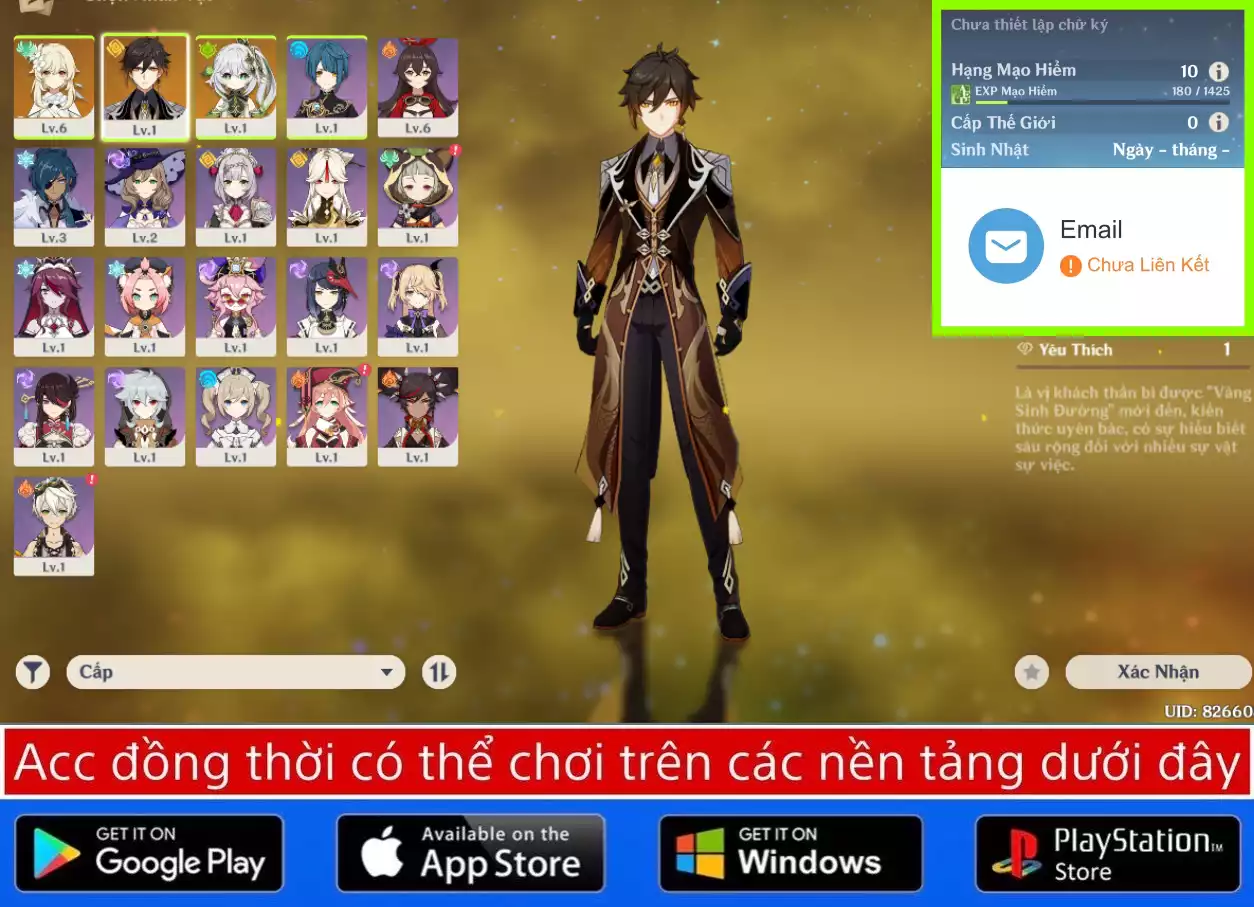 Chưa thiết lập chữ ký
Hạng Mạo Hiểm 10
EXP Mạo Hiểm 180 / 1425
Cấp Thế Giới 0
Sinh Nhật Ngày - tháng -
Email
Chưa Liên Kết
Lv.6 Lv.1 Lv.1 Lv.1 Lv.6
Lv.3 Lv.2 Lv.1 Lv.1 Lv.1
Lv.1 Lv.1 Lv.1 Lv.1 Lv.1
Lv.1 Lv.1 Lv.1 Lv.1 Lv.1
Lv.1
Yêu Thích 1
Là vị khách thần bí được "Vãng
Sinh Đường" mời đến, kiến
thức uyên bác, có sự hiểu biết
sâu rộng đối với nhiều sự vật
sự việc.
Cấp
Xác Nhận
UID: 82660
Acc đồng thời có thể chơi trên các nền tảng dưới đây
GET IT ON
Google Play
Available on the
App Store
GET IT ON
Windows
PlayStation™
Store